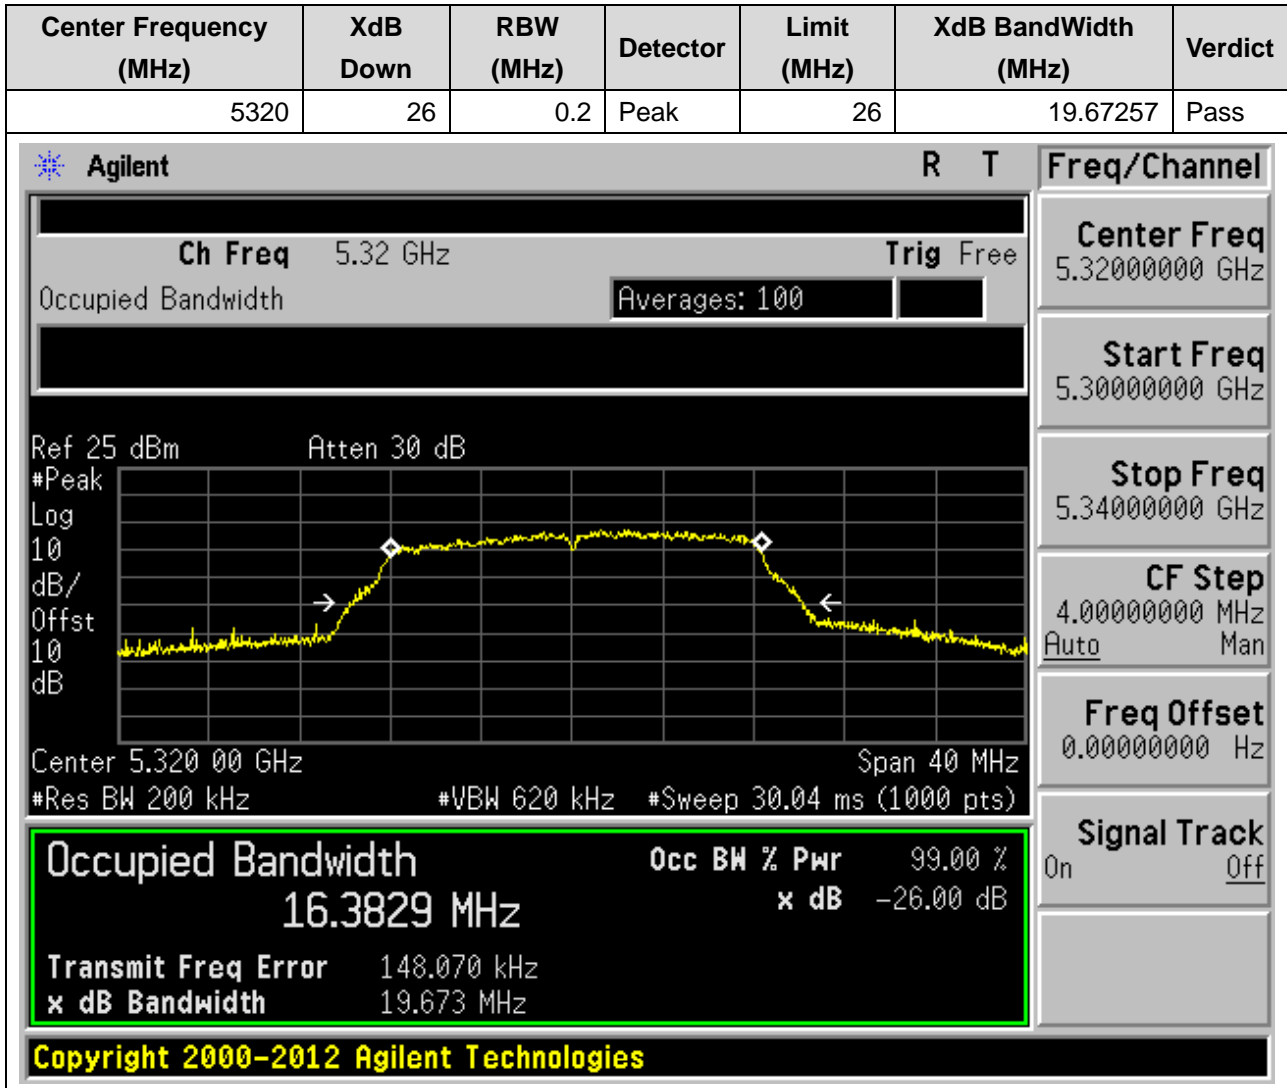 Center Frequency (MHz) XdB Down RBW (MHz) Detector Limit (MHz) XdB BandWidth (MHz) Verdict
5320 26 0.2 Peak 26 19.67257 Pass
Agilent R T Freq/Channel
Ch Freq 5.32 GHz Trig Free
Occupied Bandwidth Averages: 100
Ref 25 dBm Atten 30 dB
#Peak
Log
10
dB/
Offst
10
dB
Center 5.320 00 GHz Span 40 MHz
#Res BW 200 kHz #VBW 620 kHz #Sweep 30.04 ms (1000 pts)
Occupied Bandwidth Occ BW % Pwr 99.00 %
16.3829 MHz x dB -26.00 dB
Transmit Freq Error 148.070 kHz
x dB Bandwidth 19.673 MHz
Center Freq
5.32000000 GHz
Start Freq
5.30000000 GHz
Stop Freq
5.34000000 GHz
CF Step
4.00000000 MHz
Auto Man
Freq Offset
0.00000000 Hz
Signal Track
On Off
Copyright 2000-2012 Agilent Technologies